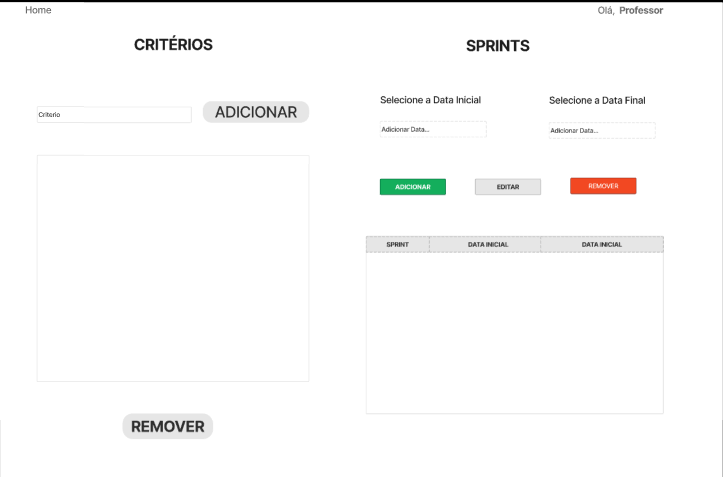 Home
Olá, Professor
CRITÉRIOS
Criterio
ADICIONAR
REMOVER
SPRINTS
Selecione a Data Inicial
Selecione a Data Final
Adicionar Data...
Adicionar Data...
ADICIONAR
EDITAR
REMOVER
SPRINT
DATA INICIAL
DATA INICIAL